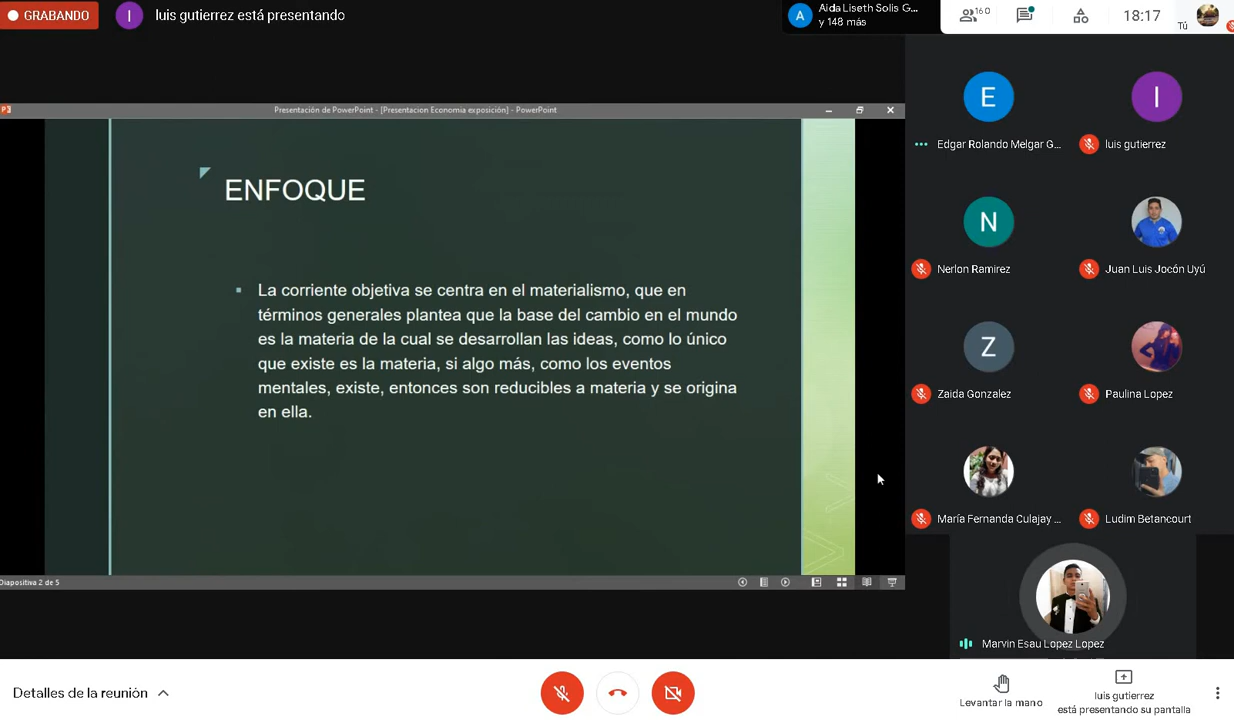 GRABANDO
l
luis gutierrez está presentando
A
Aida Liseth Solis G...
y 148 más
160
18:17
Tú
Presentación de PowerPoint - [Presentacion Economia exposición] - PowerPoint
ENFOQUE
La corriente objetiva se centra en el materialismo, que en
términos generales plantea que la base del cambio en el mundo
es la materia de la cual se desarrollan las ideas, como lo único
que existe es la materia, si algo más, como los eventos
mentales, existe, entonces son reducibles a materia y se origina
en ella.
Diapositiva 2 de 5
E
Edgar Rolando Melgar G...
l
luis gutierrez
N
Nerlon Ramirez
Juan Luis Jocón Uyú
Z
Zaida Gonzalez
Paulina Lopez
María Fernanda Culajay ...
Ludim Betancourt
Marvin Esau Lopez Lopez
Detalles de la reunión
Levantar la mano
luis gutierrez
está presentando su pantalla